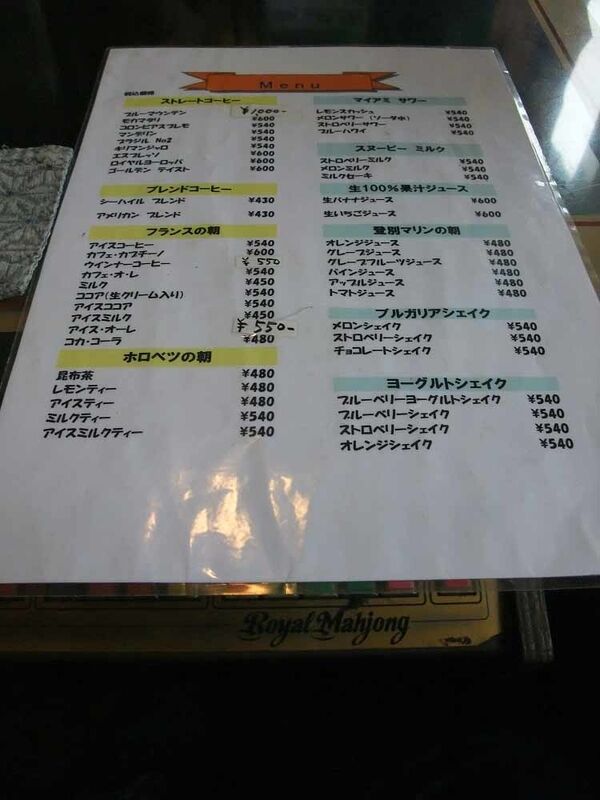 Menu
税込価格
ストレートコーヒー
ブルーマウンテン ¥1000-
モカマタリ ¥600
コロンビアスプレモ ¥540
マンデリン ¥540
ブラジル No2 ¥540
キリマンジャロ ¥540
エスプレッソ ¥600
ロイヤルヨーロッパ ¥600
ゴールデン テイスト ¥600
ブレンドコーヒー
シーハイル ブレンド ¥430
アメリカン ブレンド ¥430
フランスの朝
アイスコーヒー ¥540
カフェ・カプチーノ ¥600
ウインナーコーヒー ¥550
カフェ・オ・レ ¥540
ミルク ¥450
ココア(生クリーム入り) ¥540
アイスココア ¥540
アイスミルク ¥450
アイス・オーレ ¥550-
コカ・コーラ ¥480
ホロベツの朝
昆布茶 ¥480
レモンティー ¥480
アイスティー ¥480
ミルクティー ¥540
アイスミルクティー ¥540
マイアミ サワー
レモンスカッシュ ¥540
メロンサワー (ソーダ水) ¥540
ストロベリーサワー ¥540
ブルーハワイ ¥540
スヌーピー ミルク
ストロベリーミルク ¥540
メロンミルク ¥540
ミルクセーキ ¥540
生100%果汁ジュース
生バナナジュース ¥600
生いちごジュース ¥600
登別マリンの朝
オレンジジュース ¥480
グレープジュース ¥480
グレープフルーツジュース ¥480
パインジュース ¥480
アップルジュース ¥480
トマトジュース ¥480
ブルガリアシェイク
メロンシェイク ¥540
ストロベリーシェイク ¥540
チョコレートシェイク ¥540
ヨーグルトシェイク
ブルーベリーヨーグルトシェイク ¥540
ブルーベリーシェイク ¥540
ストロベリーシェイク ¥540
オレンジシェイク ¥540
Royal Mahjong